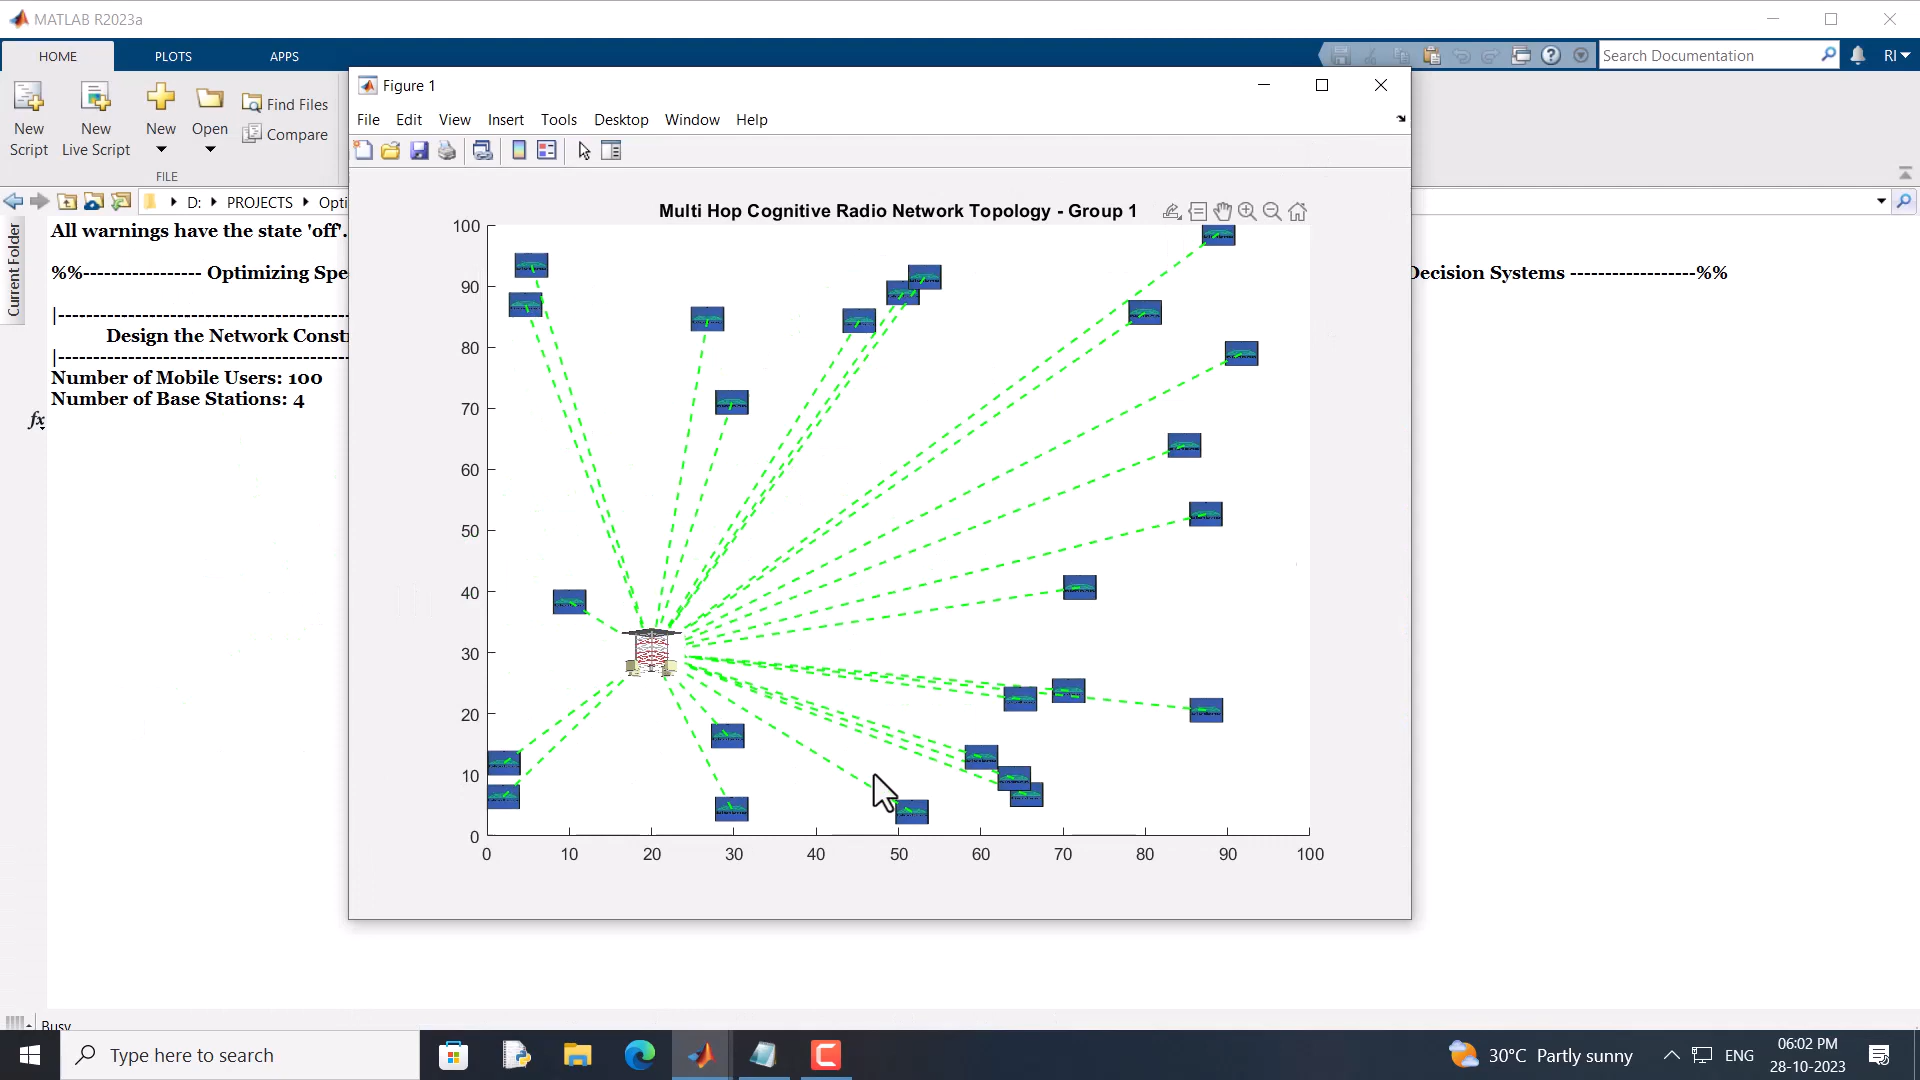 MATLAB R2023a
HOME PLOTS APPS
Search Documentation
RI
New Script
New Live Script
New
Open
Find Files
Compare
FILE
D: PROJECTS Opti
Current Folder
All warnings have the state 'off'.
%%----------------- Optimizing Spe
Decision Systems ------------------%%
Design the Network Const
Number of Mobile Users: 100
Number of Base Stations: 4
fx
Figure 1
File Edit View Insert Tools Desktop Window Help
Multi Hop Cognitive Radio Network Topology - Group 1
100
90
80
70
60
50
40
30
20
10
0
0 10 20 30 40 50 60 70 80 90 100
Busy
Type here to search
30°C Partly sunny
ENG
06:02 PM
28-10-2023